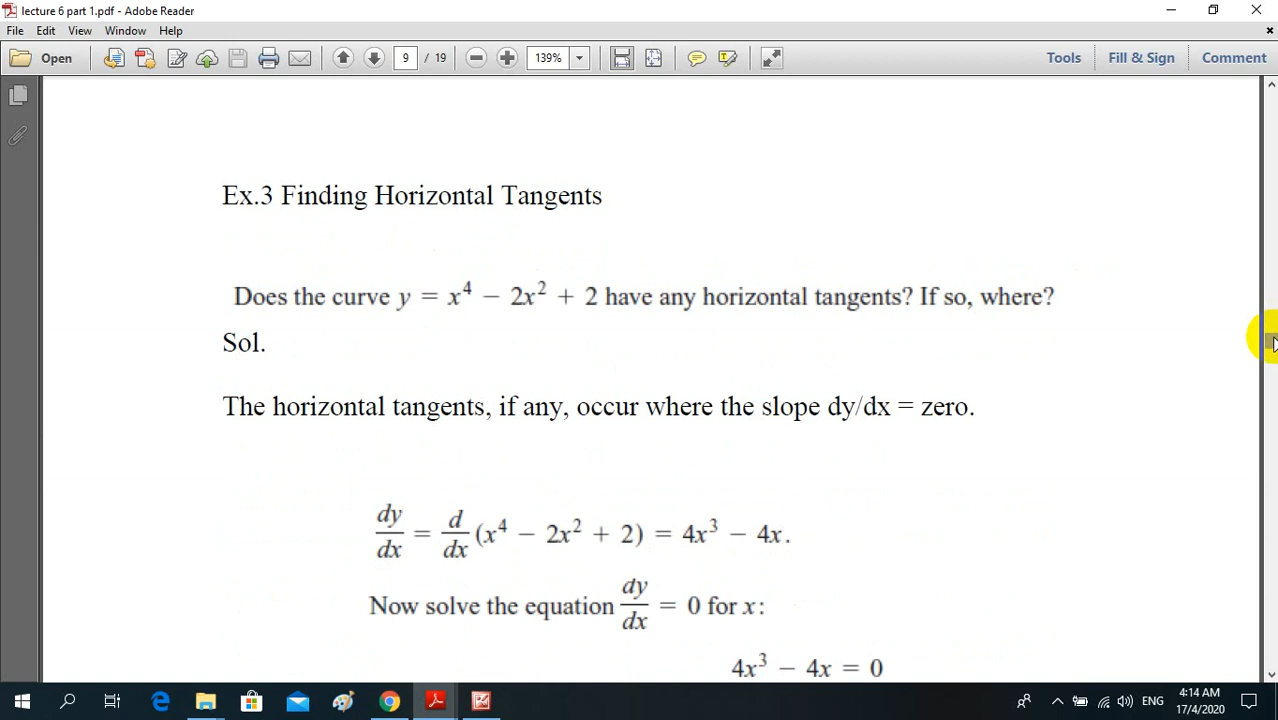 lecture 6 part 1.pdf - Adobe Reader
File Edit View Window Help
Open 9 / 19 139% Tools Fill & Sign Comment
Ex.3 Finding Horizontal Tangents
Does the curve y = x⁴ − 2x² + 2 have any horizontal tangents? If so, where?
Sol.
The horizontal tangents, if any, occur where the slope dy/dx = zero.
dy/dx = d/dx (x⁴ − 2x² + 2) = 4x³ − 4x.
Now solve the equation dy/dx = 0 for x:
4x³ − 4x = 0
ENG 4:14 AM
17/4/2020